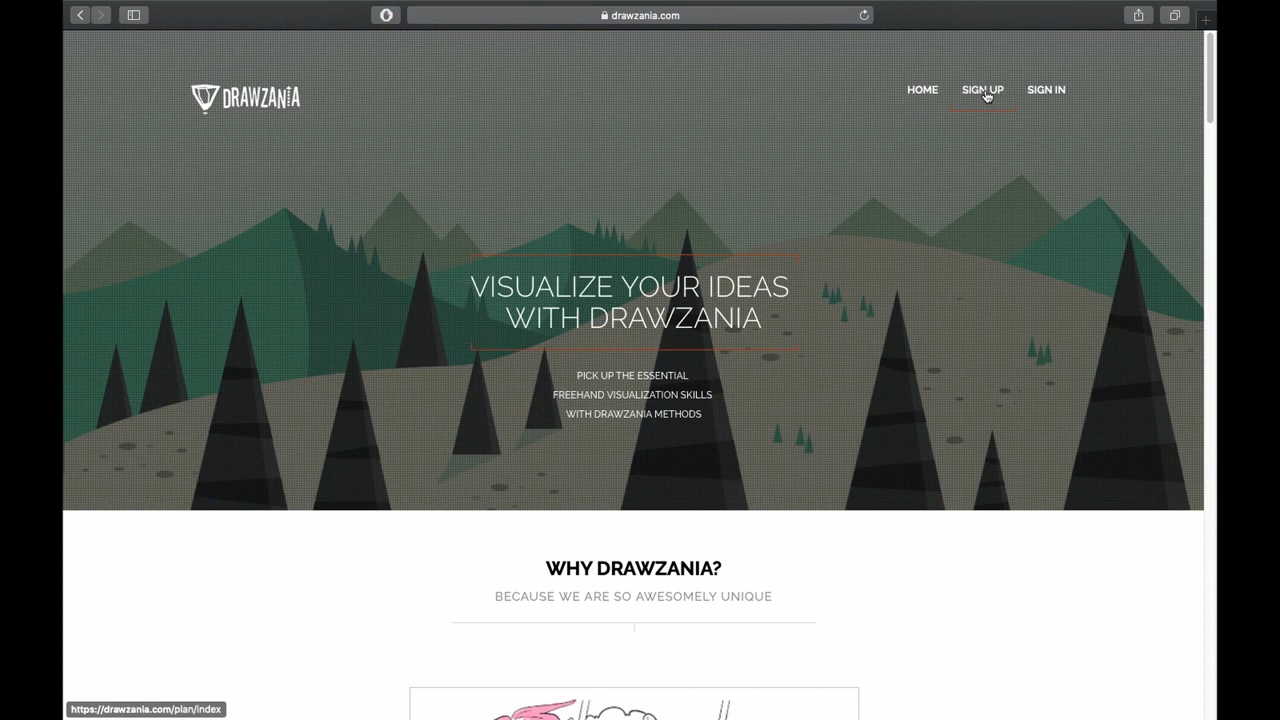 drawzania.com
DRAWZANIA
HOME SIGN UP SIGN IN
VISUALIZE YOUR IDEAS
WITH DRAWZANIA
PICK UP THE ESSENTIAL
FREEHAND VISUALIZATION SKILLS
WITH DRAWZANIA METHODS
WHY DRAWZANIA?
BECAUSE WE ARE SO AWESOMELY UNIQUE
https://drawzania.com/plan/index